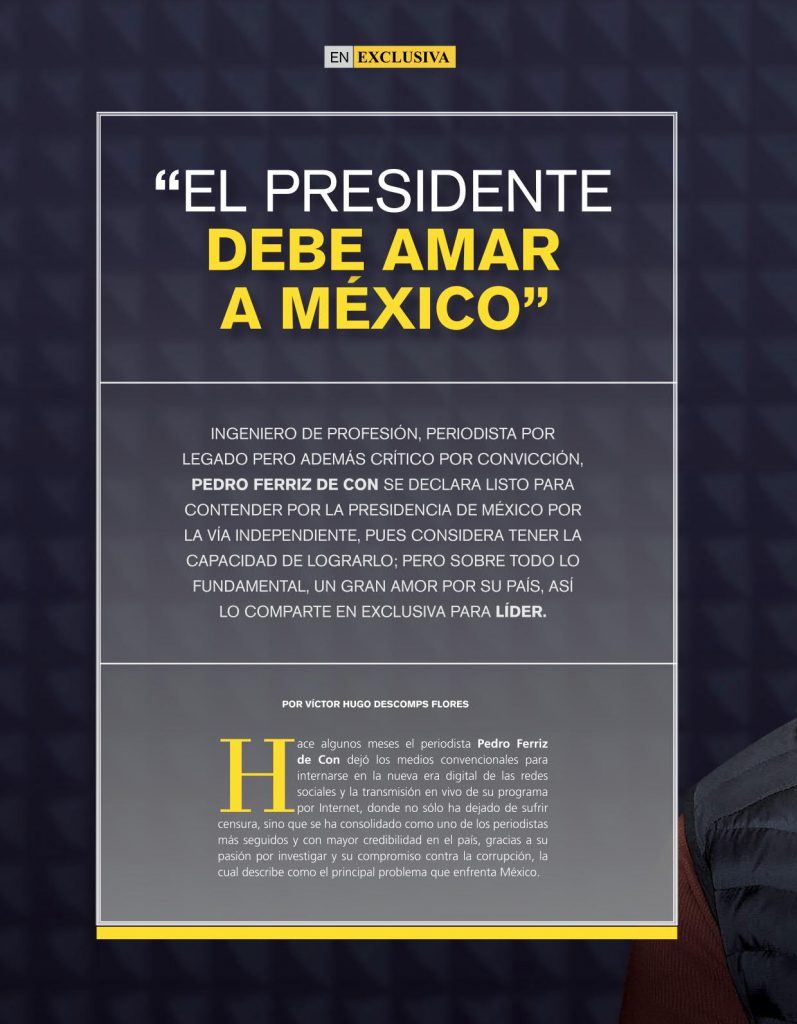 EN EXCLUSIVA
“EL PRESIDENTE
DEBE AMAR
A MÉXICO”
INGENIERO DE PROFESIÓN, PERIODISTA POR
LEGADO PERO ADEMÁS CRÍTICO POR CONVICCIÓN,
PEDRO FERRIZ DE CON SE DECLARA LISTO PARA
CONTENDER POR LA PRESIDENCIA DE MÉXICO POR
LA VÍA INDEPENDIENTE, PUES CONSIDERA TENER LA
CAPACIDAD DE LOGRARLO; PERO SOBRE TODO LO
FUNDAMENTAL, UN GRAN AMOR POR SU PAÍS, ASÍ
LO COMPARTE EN EXCLUSIVA PARA LÍDER.
POR VÍCTOR HUGO DESCOMPS FLORES
Hace algunos meses el periodista Pedro Ferriz
de Con dejó los medios convencionales para
internarse en la nueva era digital de las redes
sociales y la transmisión en vivo de su programa
por Internet, donde no sólo ha dejado de sufrir
censura, sino que se ha consolidado como uno de los periodistas
más seguidos y con mayor credibilidad en el país, gracias a su
pasión por investigar y su compromiso contra la corrupción, la
cual describe como el principal problema que enfrenta México.